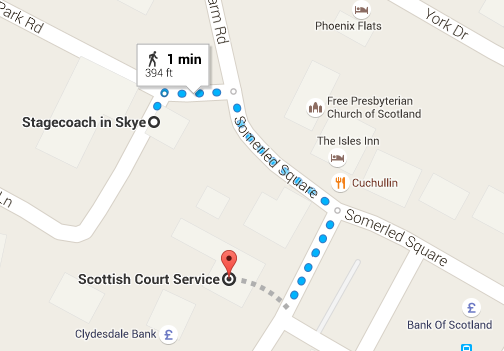 Park Rd
arm Rd
Phoenix Flats
York Dr
1 min
394 ft
Free Presbyterian
Church of Scotland
Stagecoach in Skye
The Isles Inn
Somerled Square
Cuchullin
Ln
Somerled Square
Scottish Court Service
Clydesdale Bank £
£
Bank Of Scotland